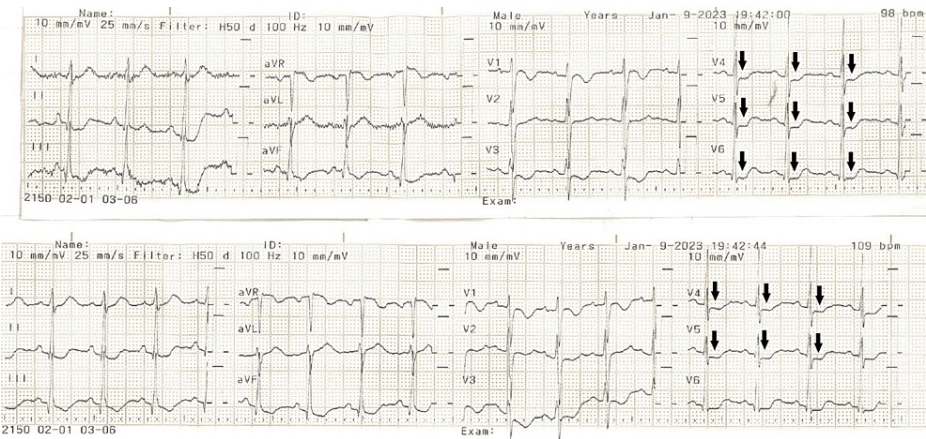 Name: ID: Male Years Jan- 9-2023 19:42:00 98 bpm
10 mm/mV 25 mm/s Filter: H50 d 100 Hz 10 mm/mV 10 mm/mV 10 mm/mV
I aVR V1 V4
II aVL V2 V5
III aVF V3 V6
2150 02-01 03-06 Exam:
Name: ID: Male Years Jan- 9-2023 19:42:44 109 bpm
10 mm/mV 25 mm/s Filter: H50 d 100 Hz 10 mm/mV 10 mm/mV 10 mm/mV
I aVR V1 V4
II aVL V2 V5
III aVF V3 V6
2150 02-01 03-06 Exam: